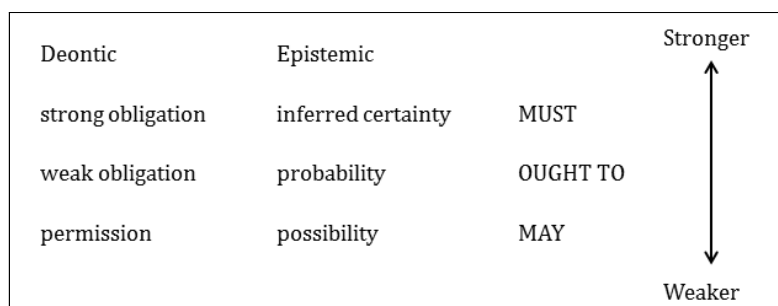 Stronger
Deontic Epistemic
strong obligation inferred certainty MUST
weak obligation probability OUGHT TO
permission possibility MAY
Weaker